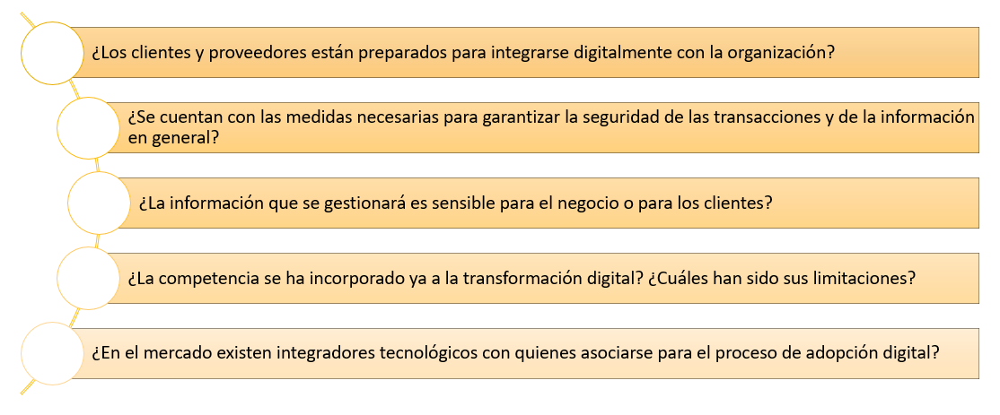 ¿Los clientes y proveedores están preparados para integrarse digitalmente con la organización?
¿Se cuentan con las medidas necesarias para garantizar la seguridad de las transacciones y de la información
en general?
¿La información que se gestionará es sensible para el negocio o para los clientes?
¿La competencia se ha incorporado ya a la transformación digital? ¿Cuáles han sido sus limitaciones?
¿En el mercado existen integradores tecnológicos con quienes asociarse para el proceso de adopción digital?